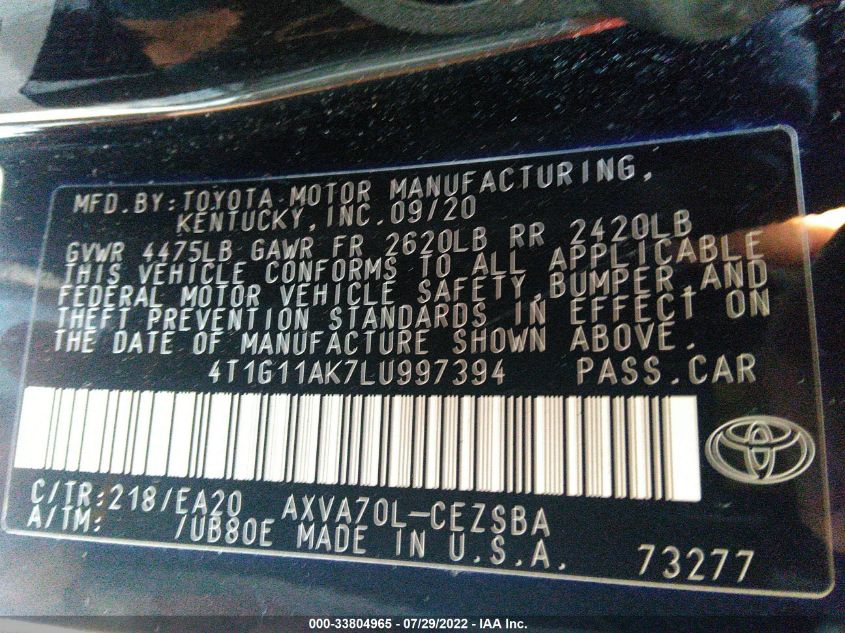 MFD.BY:TOYOTA MOTOR MANUFACTURING,
KENTUCKY,INC.09/20
GVWR 4475LB GAWR FR 2620LB RR 2420LB
THIS VEHICLE CONFORMS TO ALL APPLICABLE
FEDERAL MOTOR VEHICLE SAFETY,BUMPER,AND
THEFT PREVENTION STANDARDS IN EFFECT ON
THE DATE OF MANUFACTURE SHOWN ABOVE.
4T1G11AK7LU997394 PASS.CAR
C/TR:218/EA20 AXVA70L-CEZSBA
A/TM: /UB80E MADE IN U.S.A. 73277
000-33804965 - 07/29/2022 - IAA Inc.